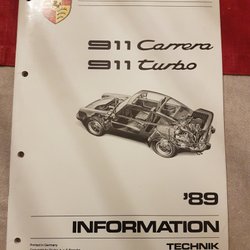 911 Carrera
911 turbo
'89
INFORMATION
TECHNIK
Printed in Germany